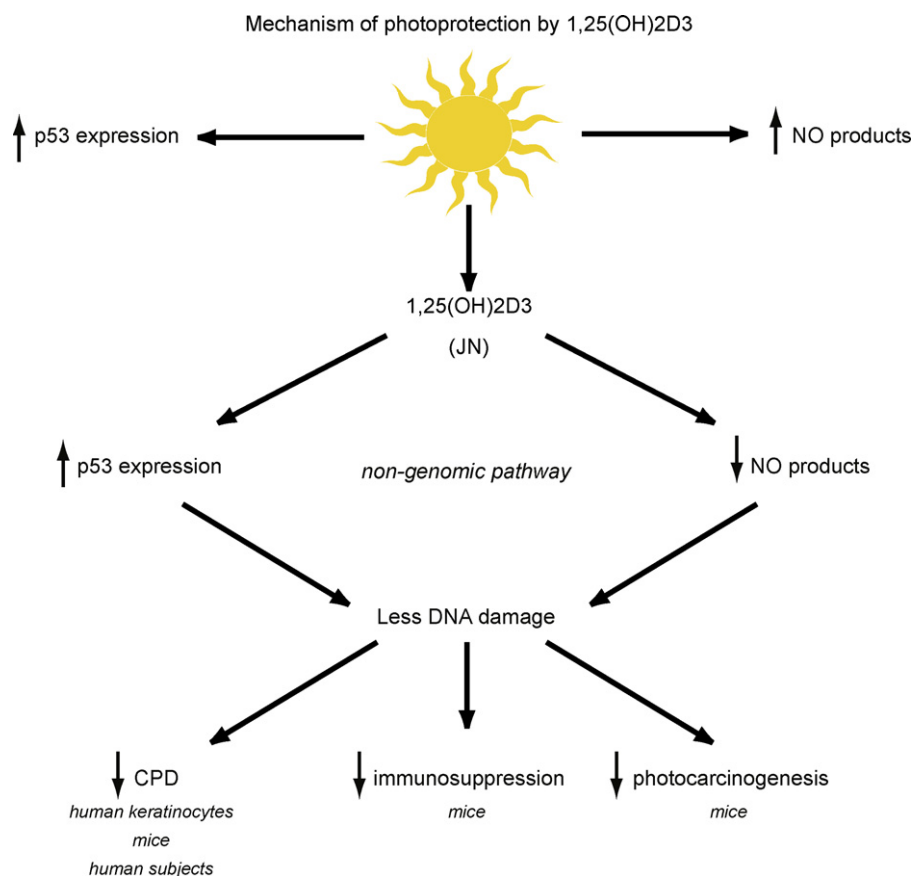 Mechanism of photoprotection by 1,25(OH)2D3
p53 expression
NO products
1,25(OH)2D3
(JN)
p53 expression
non-genomic pathway
NO products
Less DNA damage
CPD
immunosuppression
photocarcinogenesis
human keratinocytes
mice
mice
mice
human subjects